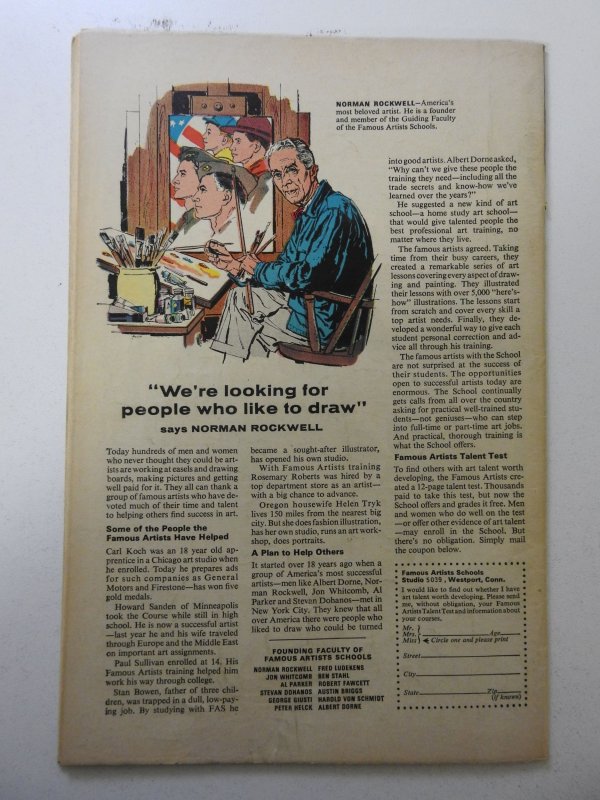 NORMAN ROCKWELL—America's
most beloved artist. He is a founder
and member of the Guiding Faculty
of the Famous Artists Schools.
"We're looking for
people who like to draw"
says NORMAN ROCKWELL
Today hundreds of men and women
who never thought they could be art-
ists are working at easels and drawing
boards, making pictures and getting
well paid for it. They all can thank a
group of famous artists who have de-
voted much of their time and talent
to helping others find success in art.
Some of the People the
Famous Artists Have Helped
Carl Koch was an 18 year old ap-
prentice in a Chicago art studio when
he enrolled. Today he prepares ads
for such companies as General
Motors and Firestone—has won five
gold medals.
Howard Sanden of Minneapolis
took the Course while still in high
school. He is now a successful artist
—last year he and his wife traveled
through Europe and the Middle East
on important art assignments.
Paul Sullivan enrolled at 14. His
Famous Artists training helped him
work his way through college.
Stan Bowen, father of three chil-
dren, was trapped in a dull, low-pay-
ing job. By studying with FAS he
became a sought-after illustrator,
has opened his own studio.
With Famous Artists training
Rosemary Roberts was hired by a
top department store as an artist—
with a big chance to advance.
Oregon housewife Helen Tryk
lives 150 miles from the nearest big
city. But she does fashion illustration,
has her own studio, runs an art work-
shop, does portraits.
A Plan to Help Others
It started over 18 years ago when a
group of America's most successful
artists—men like Albert Dorne, Nor-
man Rockwell, Jon Whitcomb, Al
Parker and Stevan Dohanos—met in
New York City. They knew that all
over America there were people who
liked to draw who could be turned
FOUNDING FACULTY OF
FAMOUS ARTISTS SCHOOLS
NORMAN ROCKWELL FRED LUDEKENS
JON WHITCOMB BEN STAHL
AL PARKER ROBERT FAWCETT
STEVAN DOHANOS AUSTIN BRIGGS
GEORGE GIUSTI HAROLD VON SCHMIDT
PETER HELCK ALBERT DORNE
into good artists. Albert Dorne asked,
"Why can't we give these people the
training they need—including all the
trade secrets and know-how we've
learned over the years?"
He suggested a new kind of art
school—a home study art school—
that would give talented people the
best professional art training, no
matter where they live.
The famous artists agreed. Taking
time from their busy careers, they
created a remarkable series of art
lessons covering every aspect of draw-
ing and painting. They illustrated
their lessons with over 5,000 "here's-
how" illustrations. The lessons start
from scratch and cover every skill a
top artist needs. Finally, they de-
veloped a wonderful way to give each
student personal correction and ad-
vice all through his training.
The famous artists with the School
are not surprised at the success of
their students. The opportunities
open to successful artists today are
enormous. The School continually
gets calls from all over the country
asking for practical well-trained stu-
dents—not geniuses—who can step
into full-time or part-time art jobs.
And practical, thorough training is
what the School offers.
Famous Artists Talent Test
To find others with art talent worth
developing, the Famous Artists cre-
ated a 12-page talent test. Thousands
paid to take this test, but now the
School offers and grades it free. Men
and women who do well on the test
—or offer other evidence of art talent
—may enroll in the School. But
there's no obligation. Simply mail
the coupon below.
Famous Artists Schools
Studio 5035, Westport, Conn.
I would like to find out whether I have
art talent worth developing. Please send
me, without obligation, your Famous
Artists Talent Test and information about
your courses.
Mr.
Mrs. Age
Miss Circle one and please print
Street
City
State Zip
(if known)